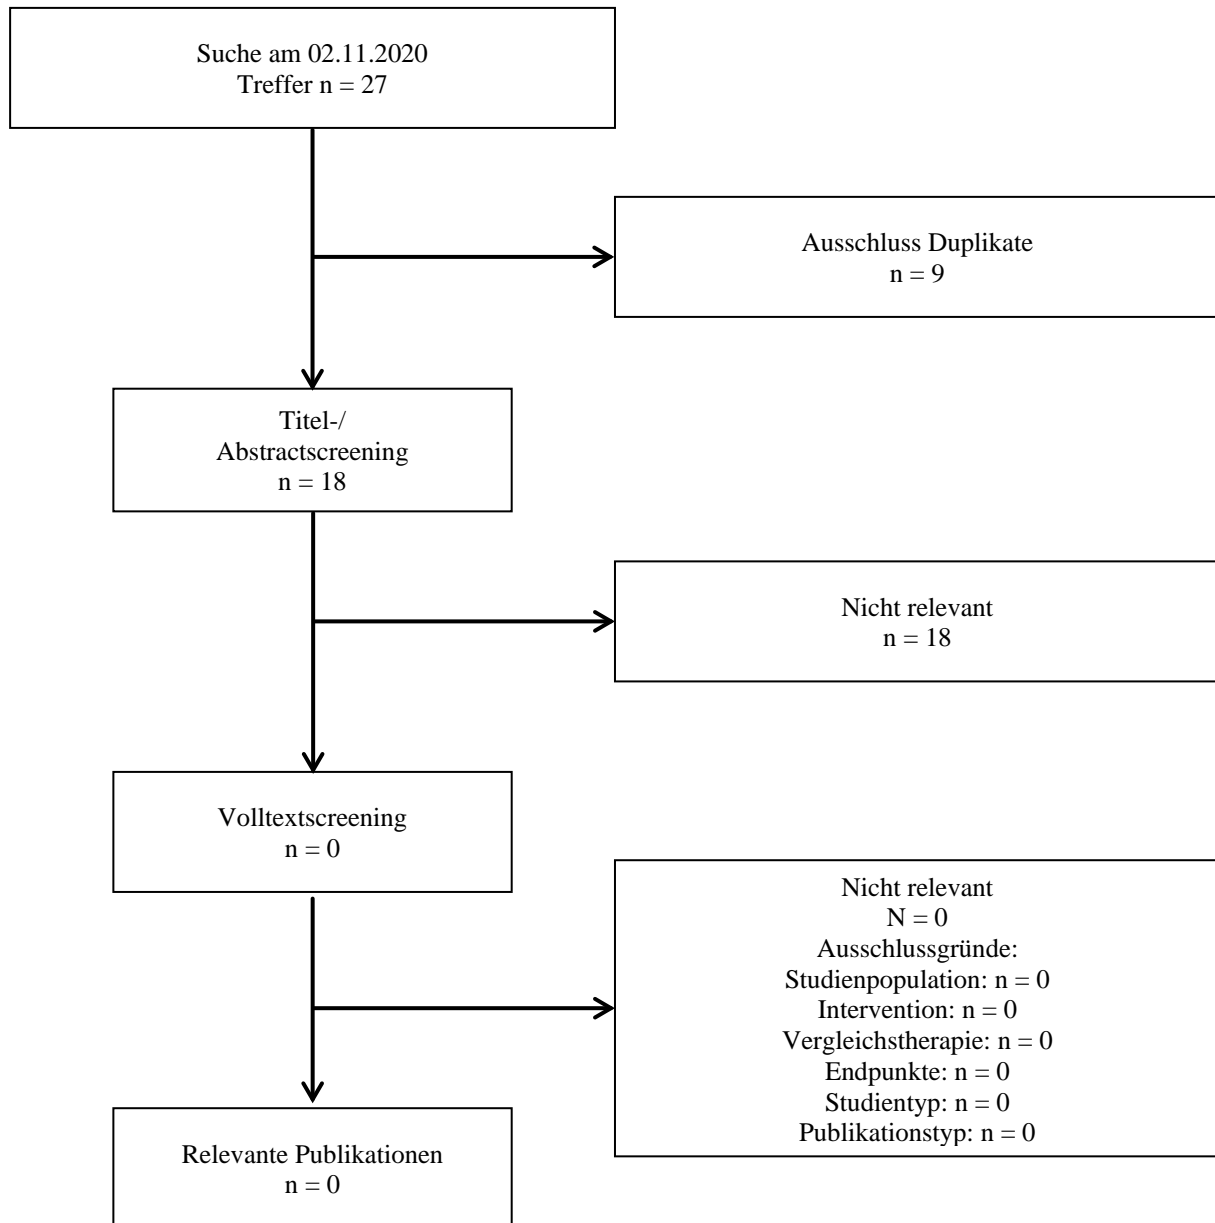 Suche am 02.11.2020
Treffer n = 27
Ausschluss Duplikate
n = 9
Titel-/
Abstractscreening
n = 18
Nicht relevant
n = 18
Volltextscreening
n = 0
Nicht relevant
N = 0
Ausschlussgründe:
Studienpopulation: n = 0
Intervention: n = 0
Vergleichstherapie: n = 0
Endpunkte: n = 0
Studientyp: n = 0
Publikationstyp: n = 0
Relevante Publikationen
n = 0